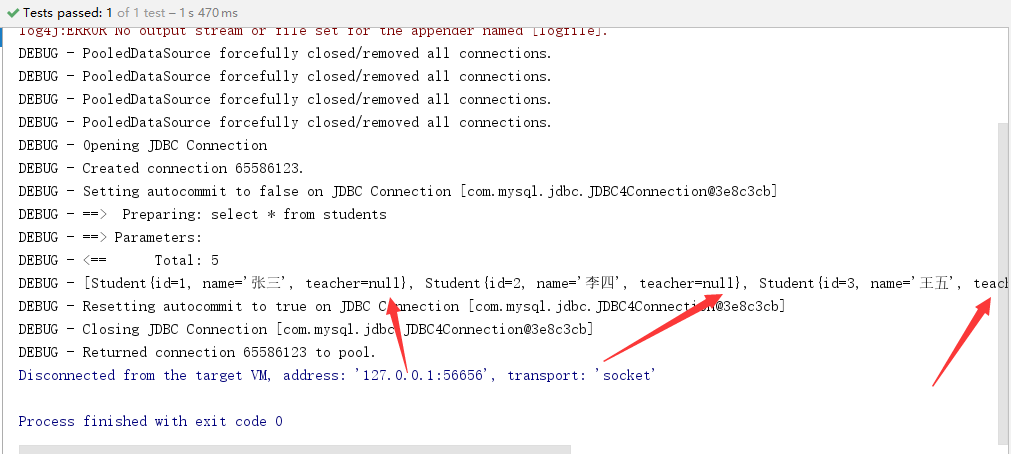 Tests passed: 1 of 1 test – 1 s 470 ms
log4j:ERROR No output stream or file set for the appender named [logfile].
DEBUG - PooledDataSource forcefully closed/removed all connections.
DEBUG - PooledDataSource forcefully closed/removed all connections.
DEBUG - PooledDataSource forcefully closed/removed all connections.
DEBUG - PooledDataSource forcefully closed/removed all connections.
DEBUG - Opening JDBC Connection
DEBUG - Created connection 65586123.
DEBUG - Setting autocommit to false on JDBC Connection [com.mysql.jdbc.JDBC4Connection@3e8c3cb]
DEBUG - ==>  Preparing: select * from students
DEBUG - ==> Parameters:
DEBUG - <==      Total: 5
DEBUG - [Student{id=1, name='张三', teacher=null}, Student{id=2, name='李四', teacher=null}, Student{id=3, name='王五', teach
DEBUG - Resetting autocommit to true on JDBC Connection [com.mysql.jdbc.JDBC4Connection@3e8c3cb]
DEBUG - Closing JDBC Connection [com.mysql.jdbc.JDBC4Connection@3e8c3cb]
DEBUG - Returned connection 65586123 to pool.
Disconnected from the target VM, address: '127.0.0.1:56656', transport: 'socket'
Process finished with exit code 0